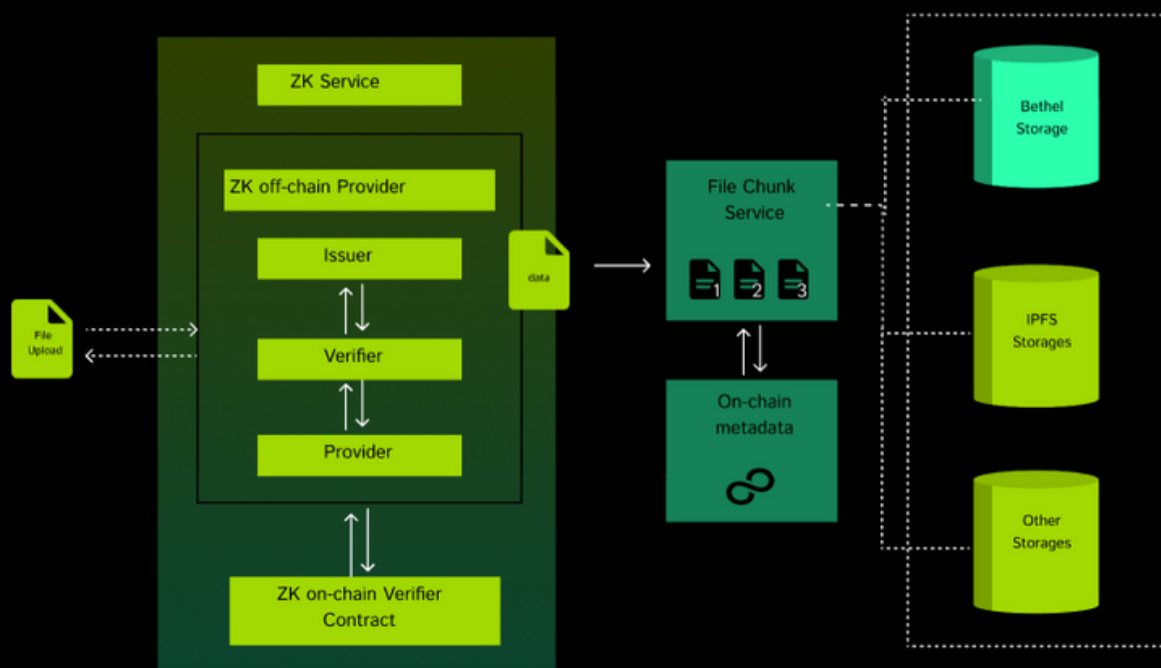 ZK Service
ZK off-chain Provider
Issuer
Verifier
Provider
ZK on-chain Verifier
Contract
File
Upload
data
File Chunk
Service
1 2 3
On-chain
metadata
Bethel
Storage
IPFS
Storages
Other
Storages